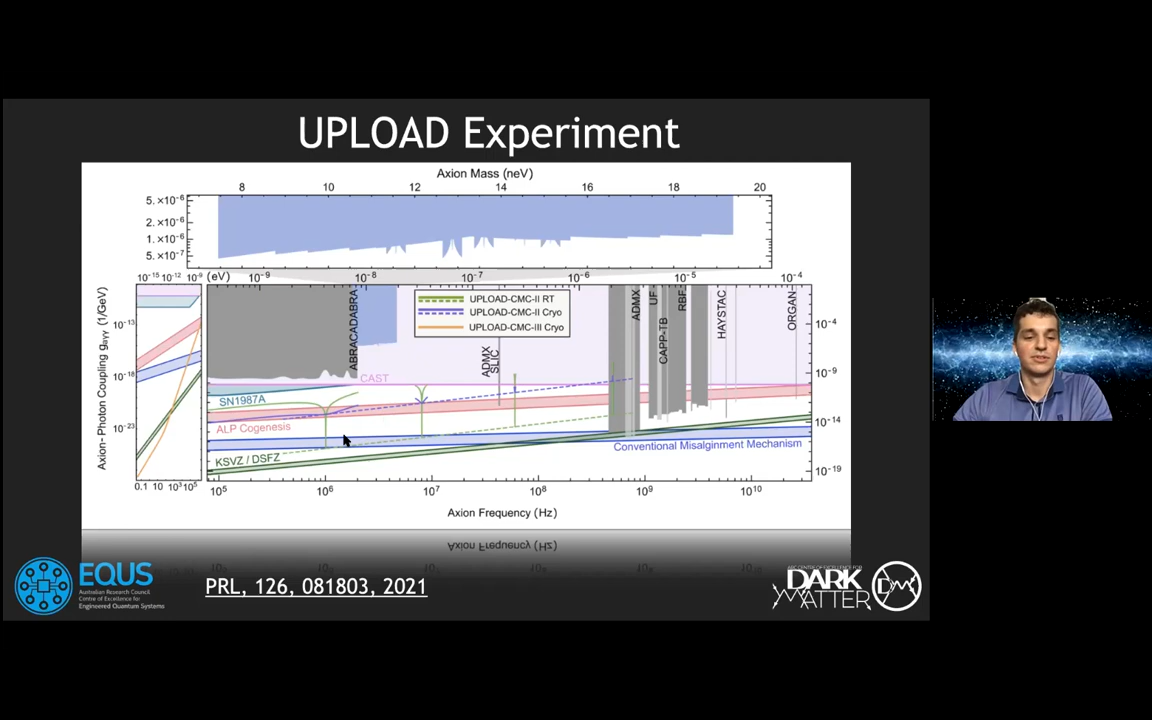 UPLOAD Experiment
Axion Mass (neV)
8 10 12 14 16 18 20
5.×10⁻⁶
2.×10⁻⁶
1.×10⁻⁶
5.×10⁻⁷
10⁻¹⁵ 10⁻¹² 10⁻⁹ (eV) 10⁻⁹ 10⁻⁸ 10⁻⁷ 10⁻⁶ 10⁻⁵ 10⁻⁴
Axion- Photon Coupling gₐᵧᵧ (1/GeV)
10⁻¹³
10⁻¹⁸
10⁻²³
UPLOAD-CMC-II RT
UPLOAD-CMC-II Cryo
UPLOAD-CMC-III Cryo
ABRACADABRA
ADMX SLIC
ADMX
UF
CAPP-TB
RBF
HAYSTAC
ORGAN
10⁻⁴
10⁻⁹
10⁻¹⁴
10⁻¹⁹
CAST
SN1987A
ALP Cogenesis
KSVZ / DSFZ
Conventional Misalginment Mechanism
0.1 10 10³ 10⁵
10⁵ 10⁶ 10⁷ 10⁸ 10⁹ 10¹⁰
Axion Frequency (Hz)
EQUS
Australian Research Council
Centre of Excellence for
Engineered Quantum Systems
PRL, 126, 081803, 2021
ARC CENTRE OF EXCELLENCE FOR
DARK
MATTER